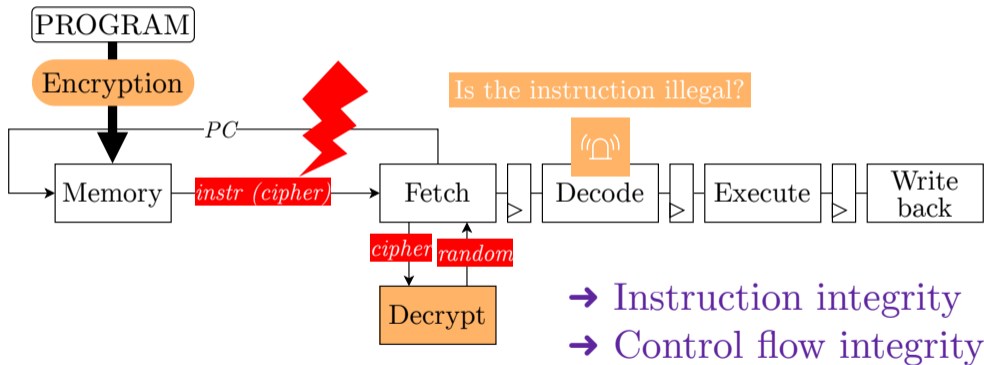 PROGRAM
Encryption
Is the instruction illegal?
PC
Memory
instr (cipher)
Fetch
Decode
Execute
Write
back
cipher
random
Decrypt
➜ Instruction integrity
➜ Control flow integrity